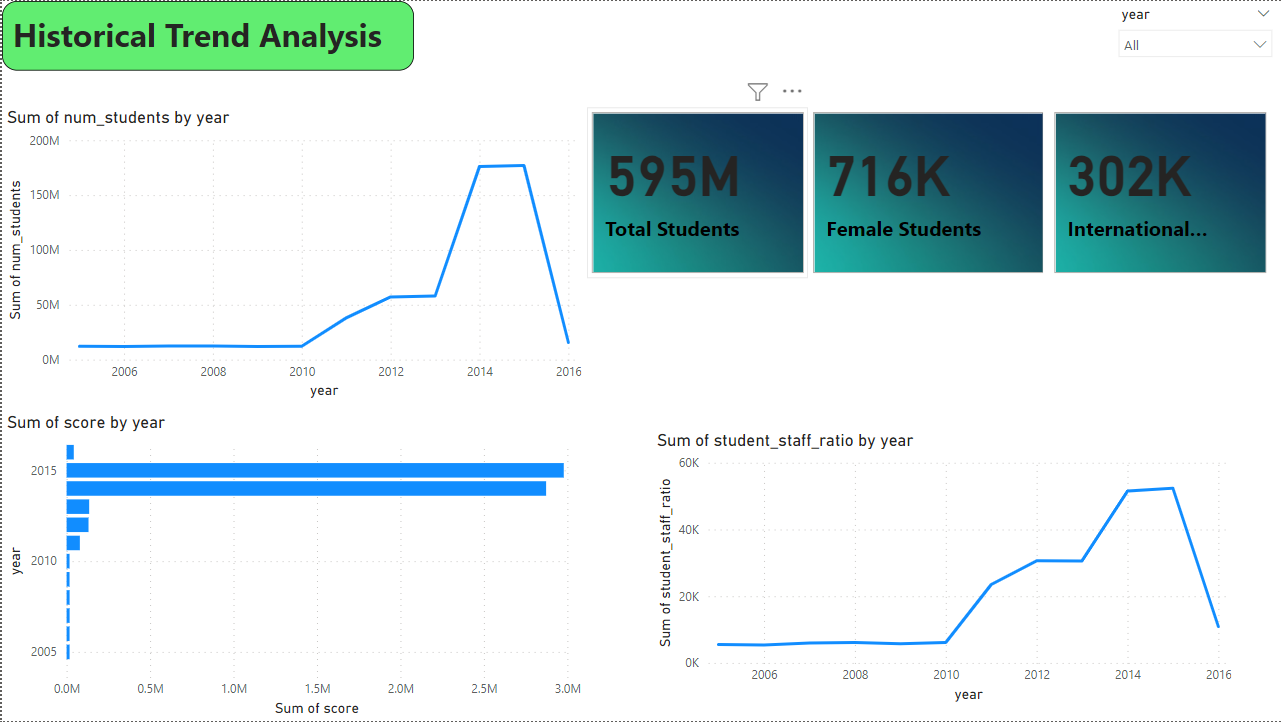 Historical Trend Analysis
year
All
Sum of num_students by year
200M
150M
100M
50M
0M
Sum of num_students
2006 2008 2010 2012 2014 2016
year
595M
Total Students
716K
Female Students
302K
International...
Sum of score by year
2015
2010
2005
year
0.0M 0.5M 1.0M 1.5M 2.0M 2.5M 3.0M
Sum of score
Sum of student_staff_ratio by year
60K
40K
20K
0K
Sum of student_staff_ratio
2006 2008 2010 2012 2014 2016
year